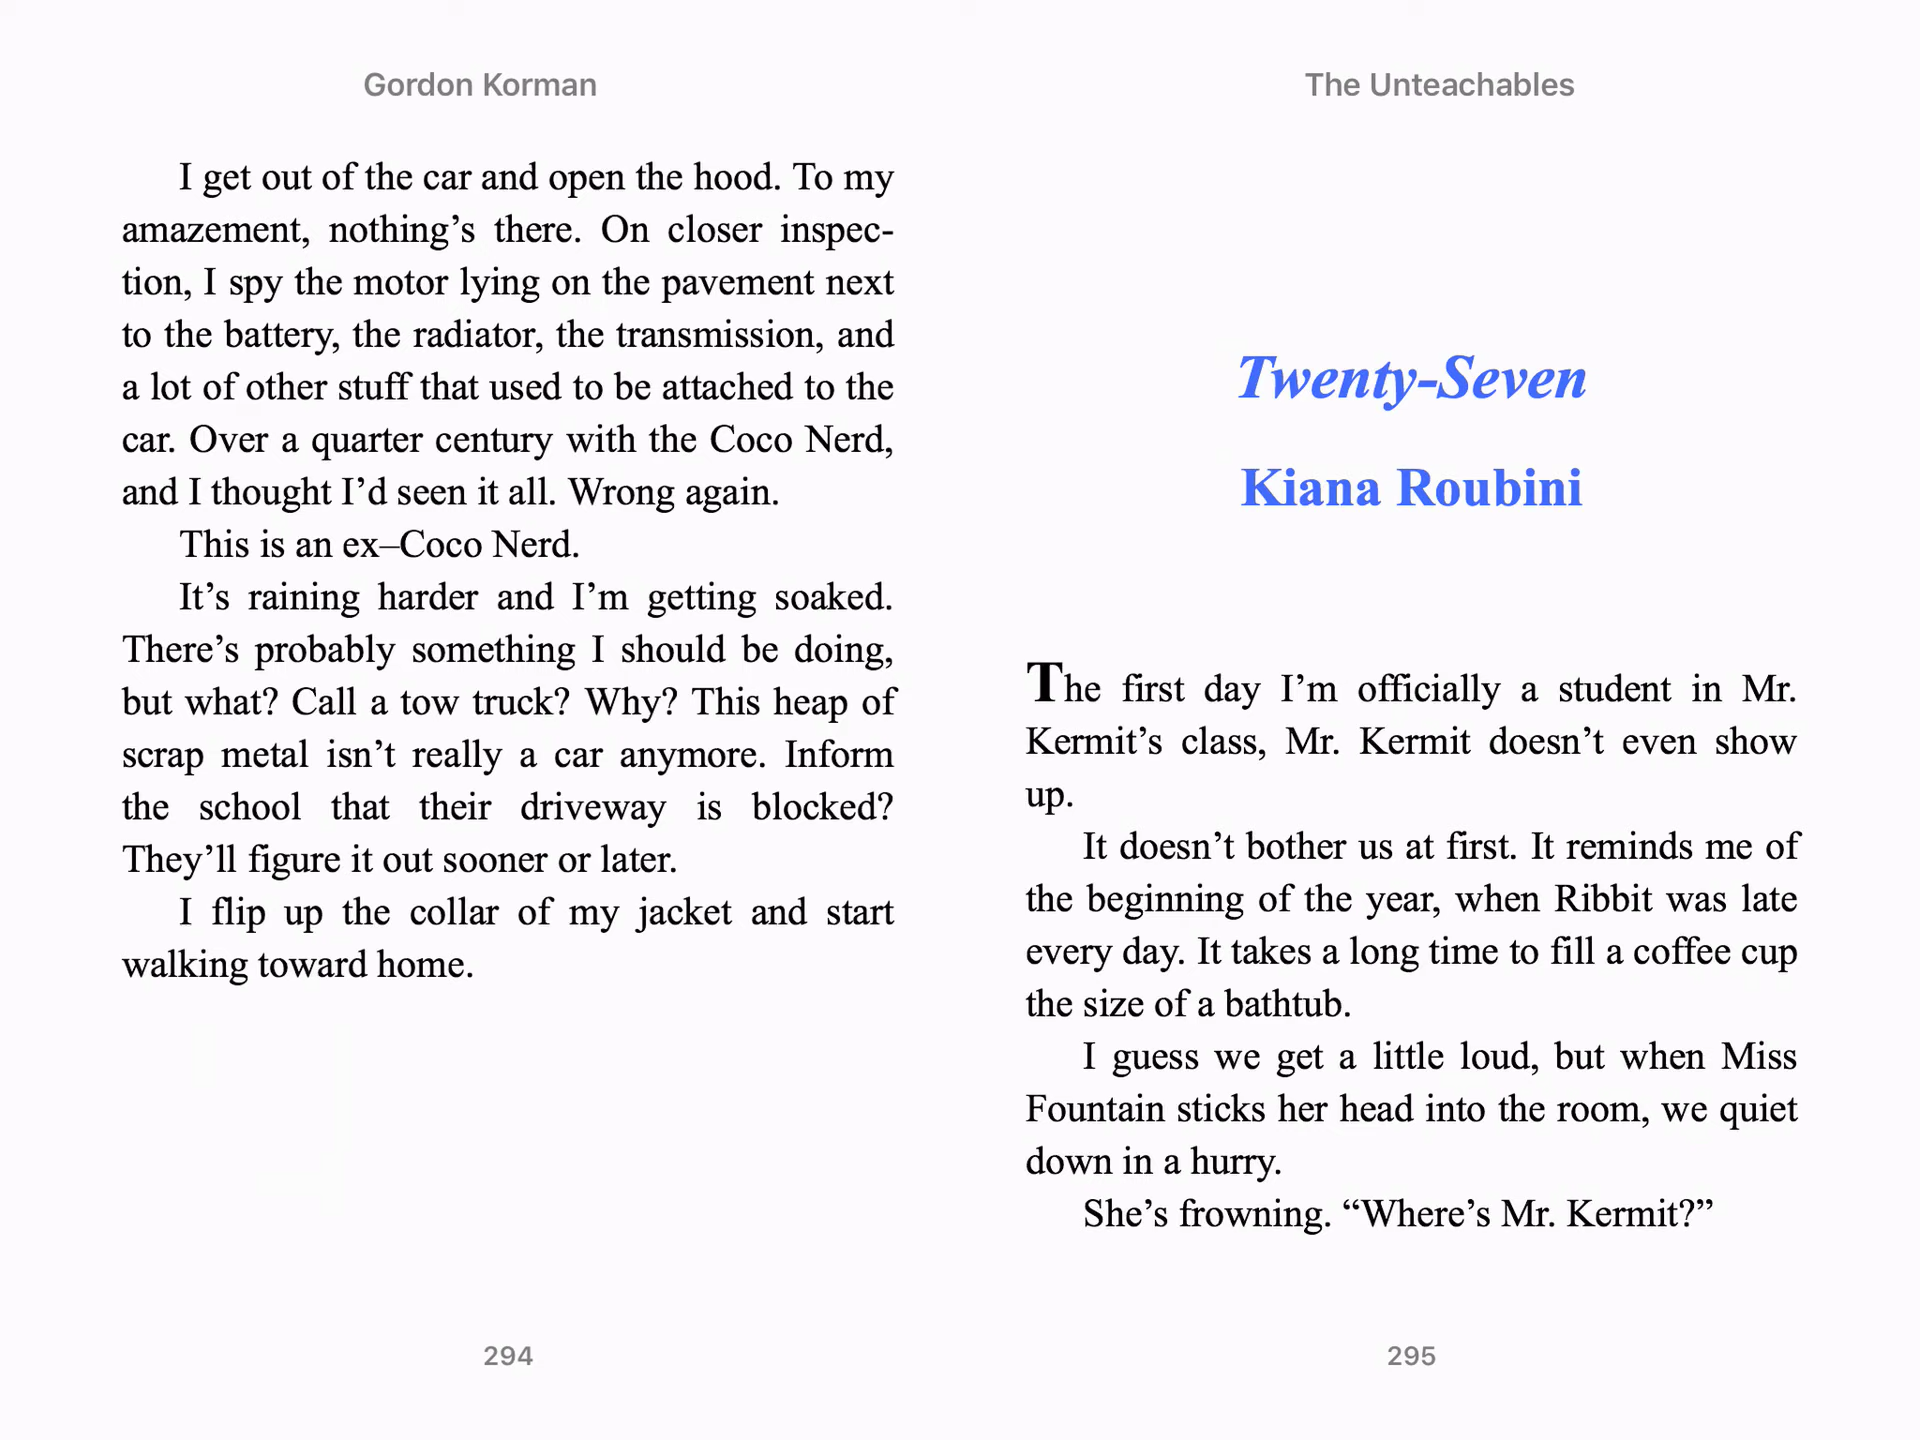 Gordon Korman
I get out of the car and open the hood. To my
amazement, nothing’s there. On closer inspec-
tion, I spy the motor lying on the pavement next
to the battery, the radiator, the transmission, and
a lot of other stuff that used to be attached to the
car. Over a quarter century with the Coco Nerd,
and I thought I’d seen it all. Wrong again.
This is an ex–Coco Nerd.
It’s raining harder and I’m getting soaked.
There’s probably something I should be doing,
but what? Call a tow truck? Why? This heap of
scrap metal isn’t really a car anymore. Inform
the school that their driveway is blocked?
They’ll figure it out sooner or later.
I flip up the collar of my jacket and start
walking toward home.
294
The Unteachables
Twenty-Seven
Kiana Roubini
The first day I’m officially a student in Mr.
Kermit’s class, Mr. Kermit doesn’t even show
up.
It doesn’t bother us at first. It reminds me of
the beginning of the year, when Ribbit was late
every day. It takes a long time to fill a coffee cup
the size of a bathtub.
I guess we get a little loud, but when Miss
Fountain sticks her head into the room, we quiet
down in a hurry.
She’s frowning. “Where’s Mr. Kermit?”
295